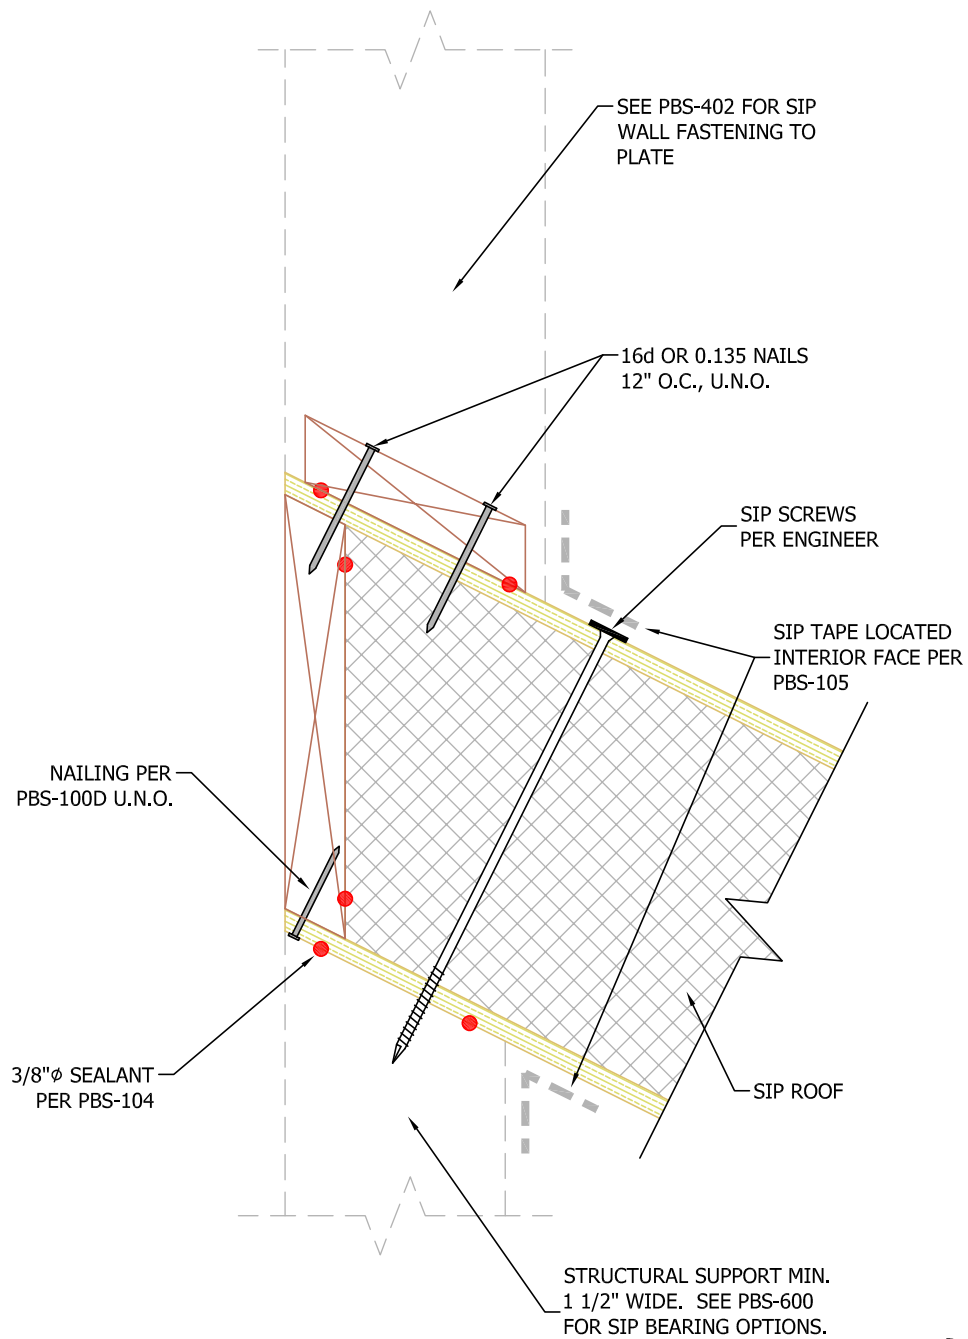 SEE PBS-402 FOR SIP
WALL FASTENING TO
PLATE
16d OR 0.135 NAILS
12" O.C., U.N.O.
SIP SCREWS
PER ENGINEER
SIP TAPE LOCATED
INTERIOR FACE PER
PBS-105
NAILING PER
PBS-100D U.N.O.
3/8"φ SEALANT
PER PBS-104
SIP ROOF
STRUCTURAL SUPPORT MIN.
1 1/2" WIDE. SEE PBS-600
FOR SIP BEARING OPTIONS.